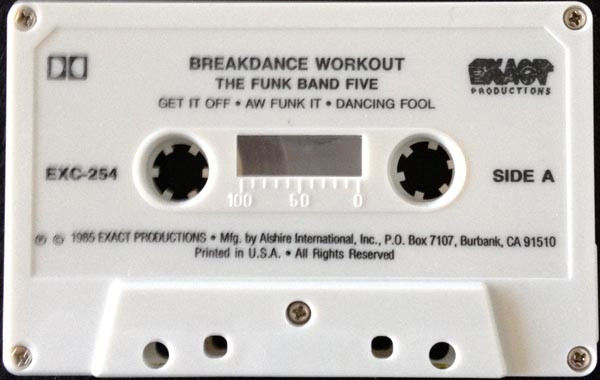 BREAKDANCE WORKOUT
THE FUNK BAND FIVE
GET IT OFF • AW FUNK IT • DANCING FOOL
EXACT
PRODUCTIONS
EXC-254
SIDE A
100 50 0
℗ © 1985 EXACT PRODUCTIONS • Mfg. by Alshire International, Inc., P.O. Box 7107, Burbank, CA 91510
Printed in U.S.A. • All Rights Reserved